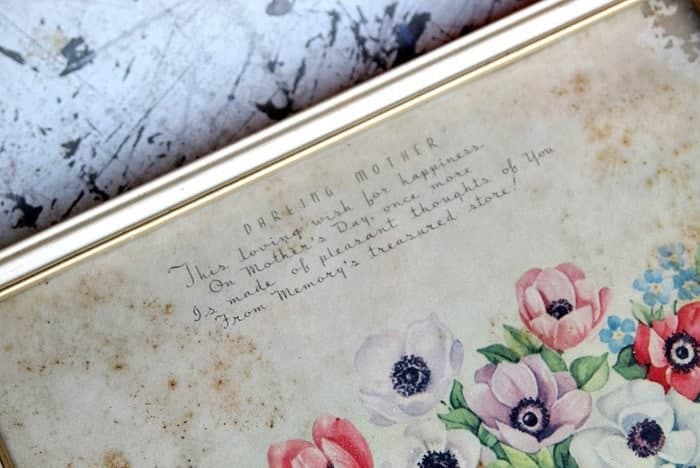 DARLING MOTHER
This loving wish for happiness
On Mother's Day, once more
Is made of pleasant thoughts of You
From Memory's treasured store!